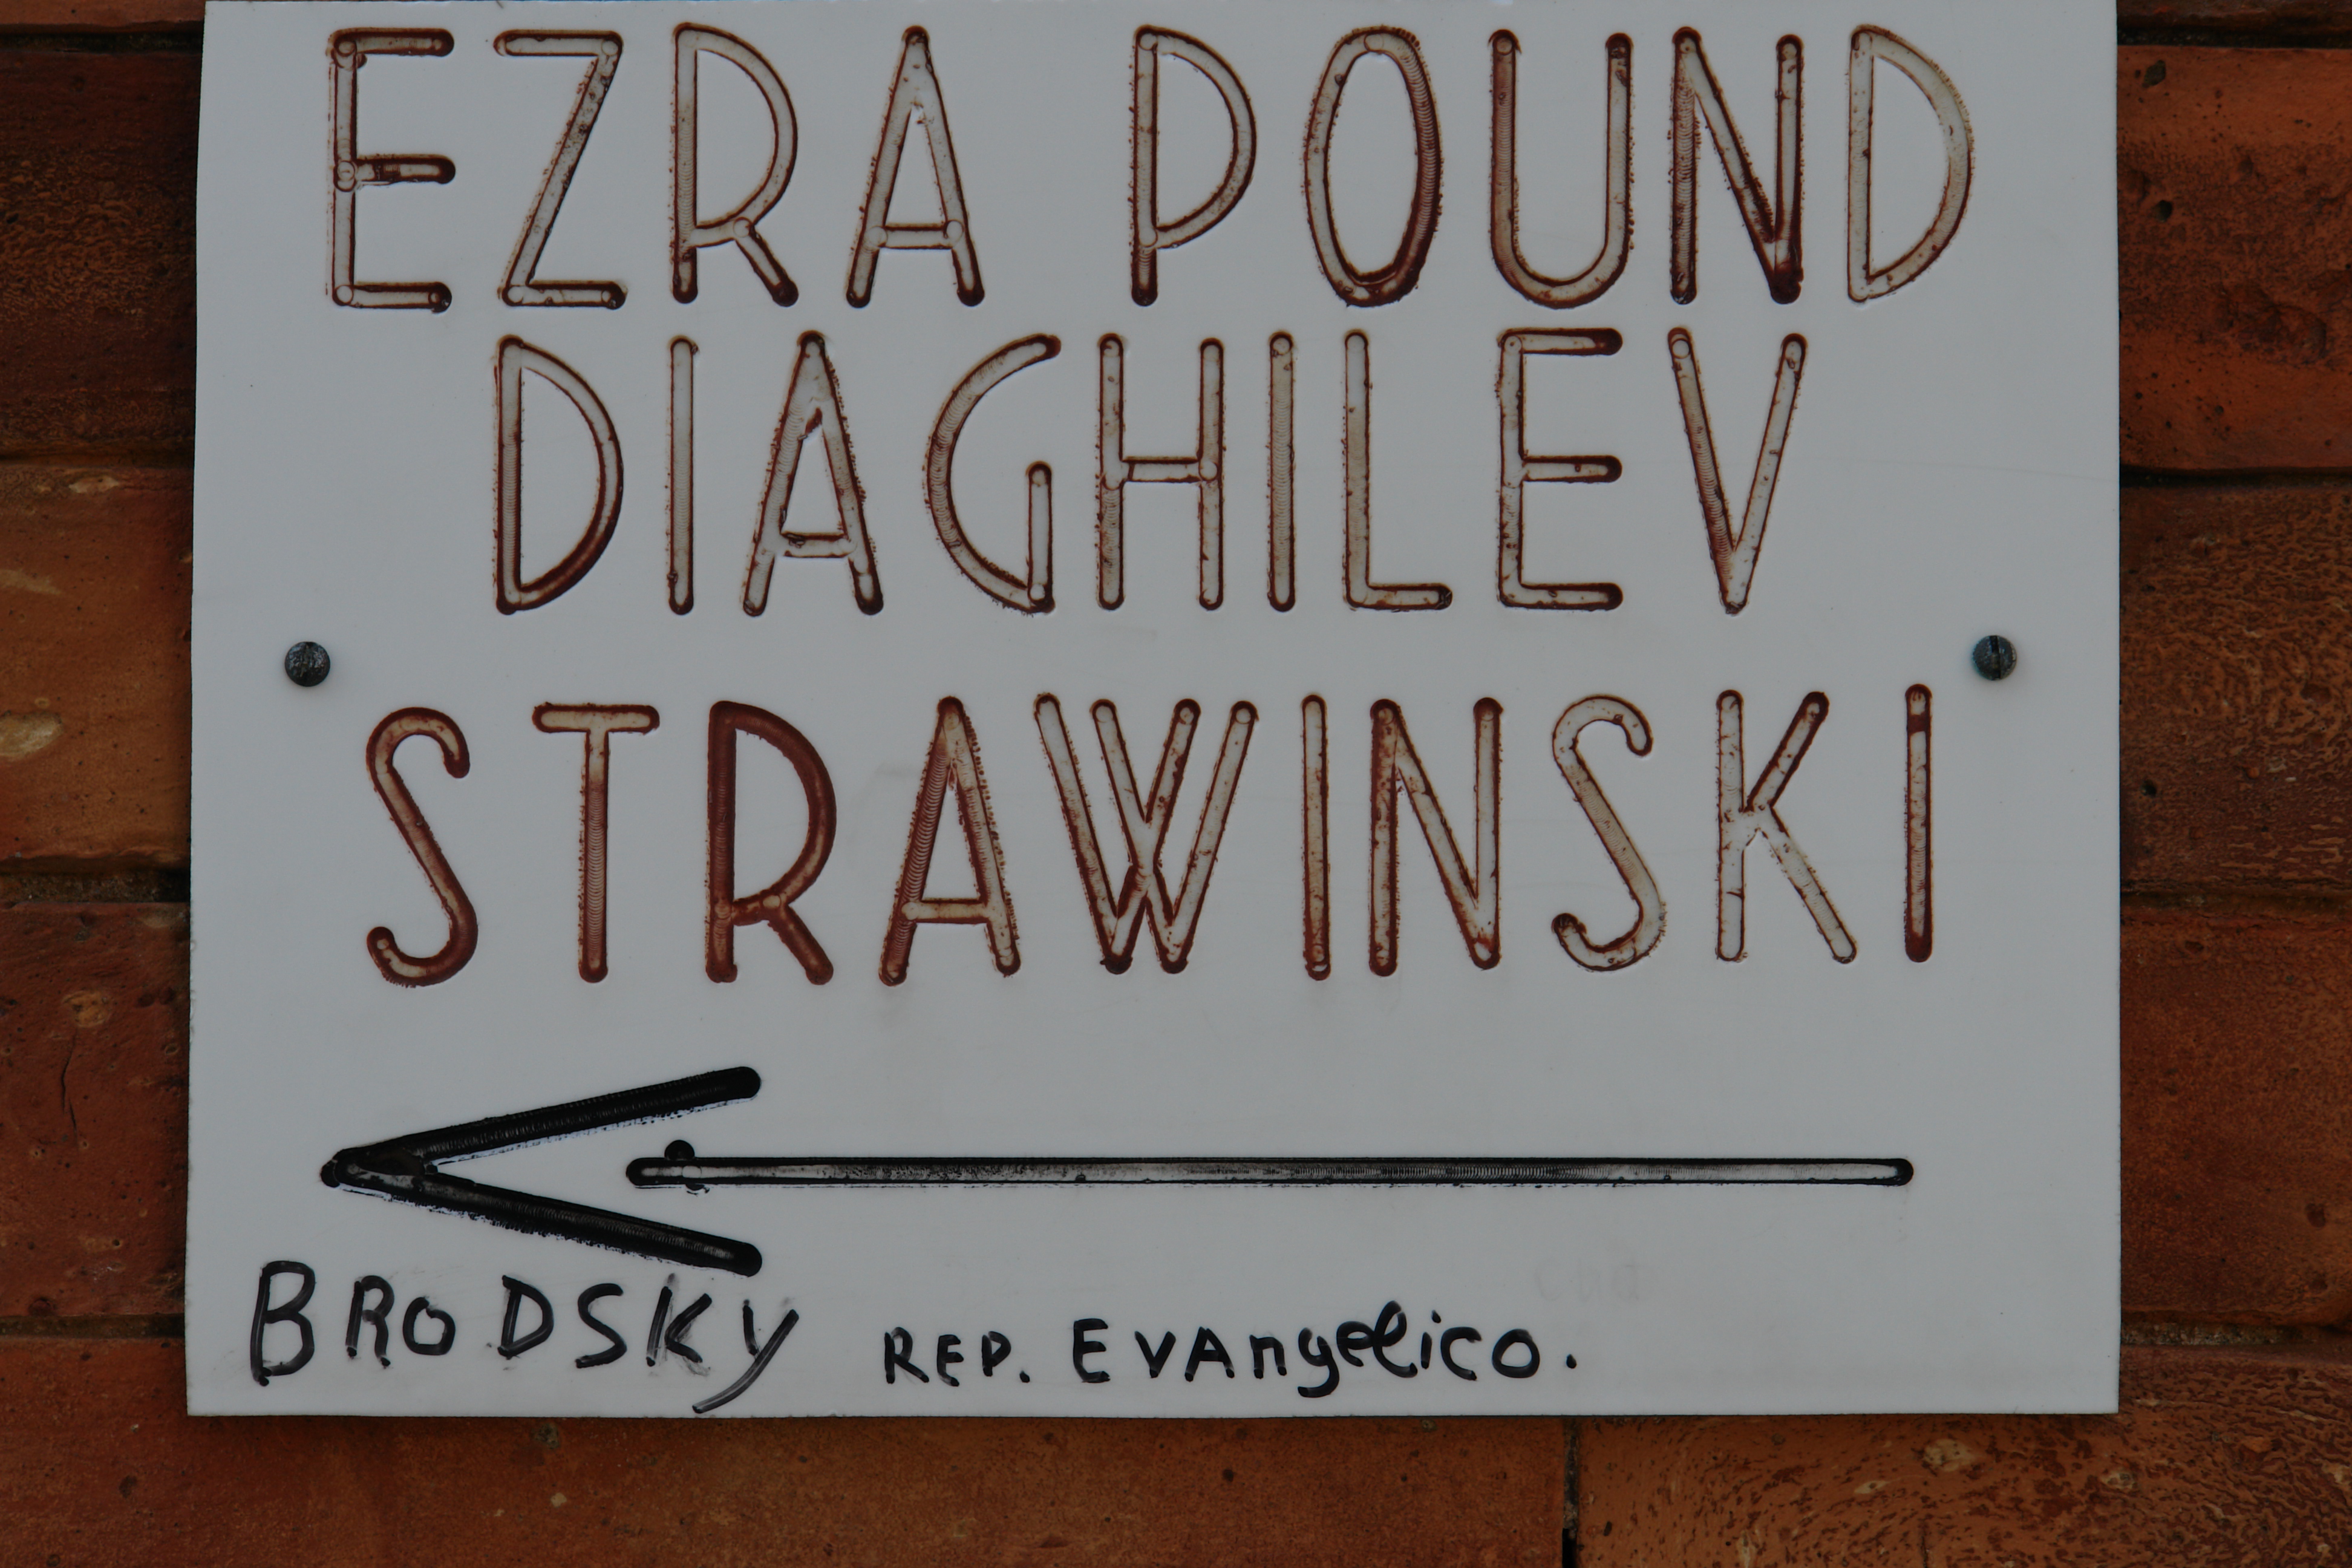 EZRA POUND
DIAGHILEV
STRAWINSKI
BRODSKY REP. EVAngelico.